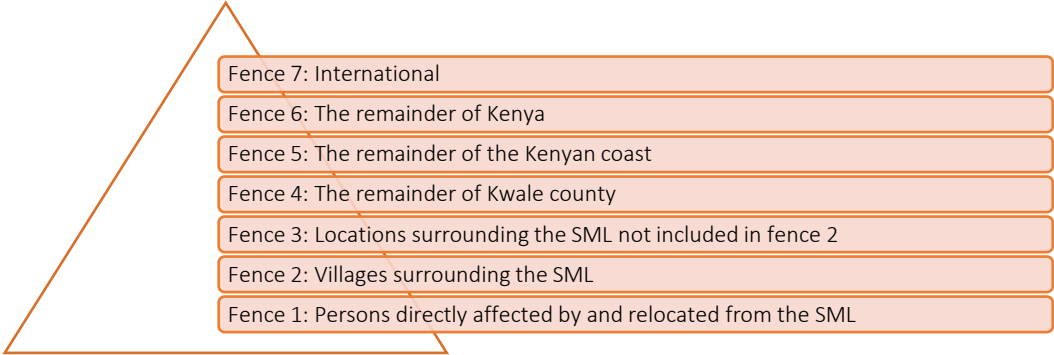 Fence 7: International
Fence 6: The remainder of Kenya
Fence 5: The remainder of the Kenyan coast
Fence 4: The remainder of Kwale county
Fence 3: Locations surrounding the SML not included in fence 2
Fence 2: Villages surrounding the SML
Fence 1: Persons directly affected by and relocated from the SML